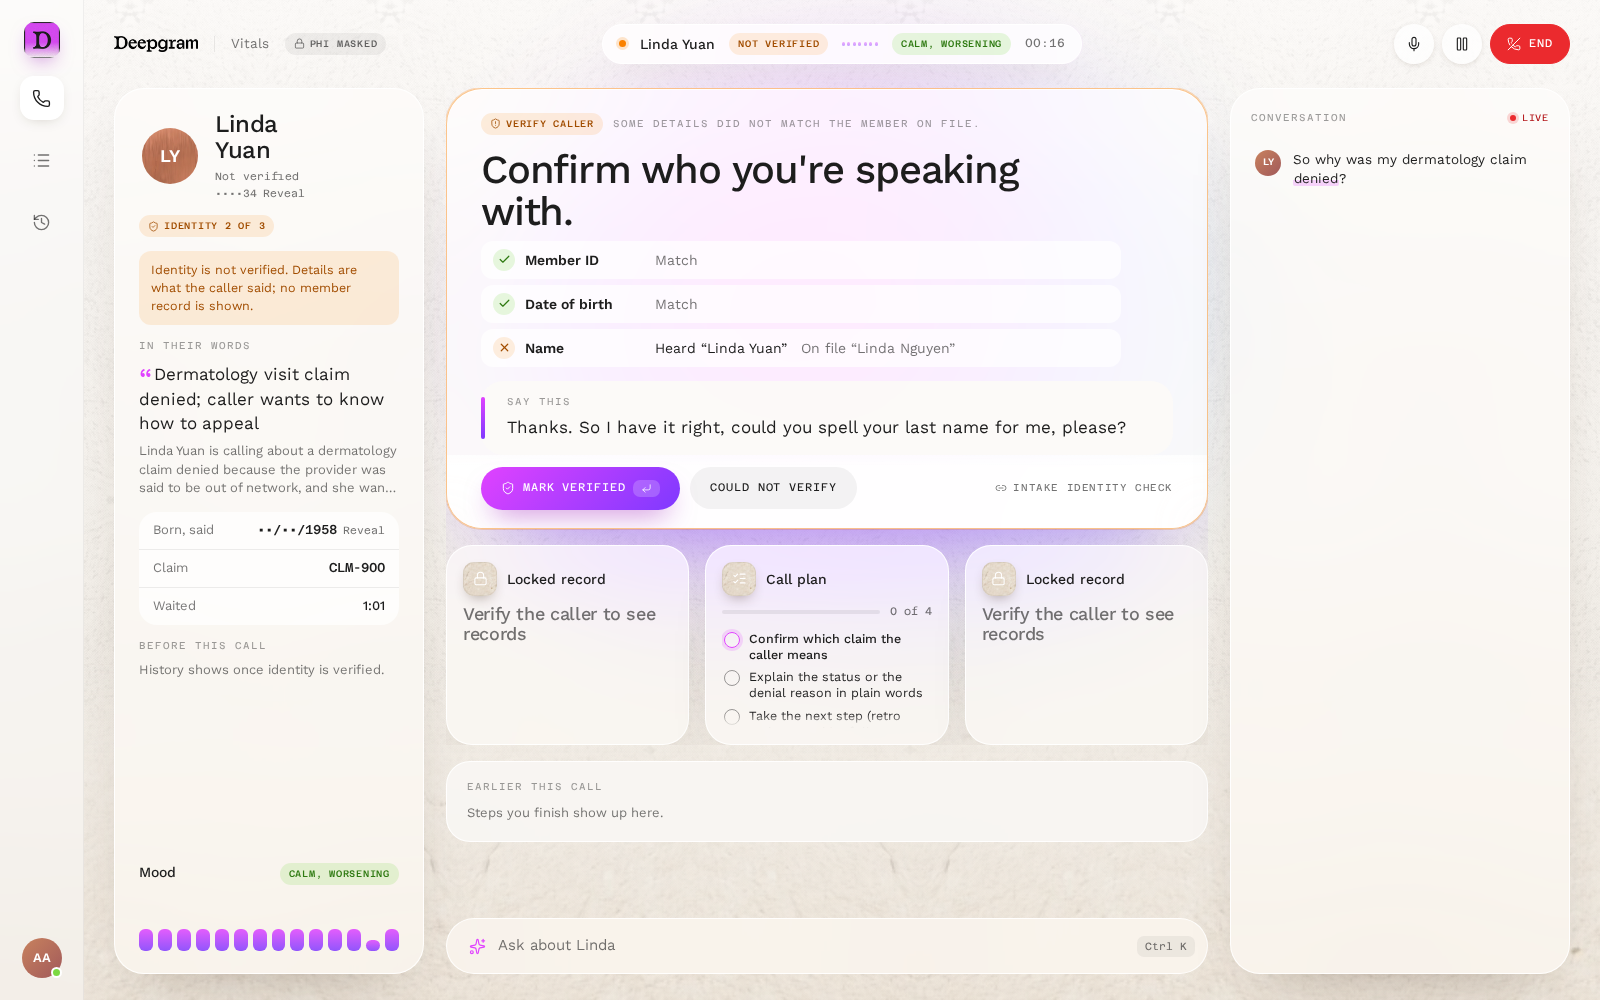 D
Deepgram
Vitals
PHI MASKED
Linda Yuan
NOT VERIFIED
CALM, WORSENING
00:16
END
LY
Linda
Yuan
Not verified
••••34 Reveal
IDENTITY 2 OF 3
Identity is not verified. Details are
what the caller said; no member
record is shown.
IN THEIR WORDS
“Dermatology visit claim
denied; caller wants to know
how to appeal
Linda Yuan is calling about a dermatology
claim denied because the provider was
said to be out of network, and she wan...
Born, said ••/••/1958 Reveal
Claim CLM-900
Waited 1:01
BEFORE THIS CALL
History shows once identity is verified.
Mood
CALM, WORSENING
AA
VERIFY CALLER
SOME DETAILS DID NOT MATCH THE MEMBER ON FILE.
Confirm who you're speaking
with.
Member ID Match
Date of birth Match
Name Heard “Linda Yuan” On file “Linda Nguyen”
SAY THIS
Thanks. So I have it right, could you spell your last name for me, please?
MARK VERIFIED
COULD NOT VERIFY
INTAKE IDENTITY CHECK
Locked record
Verify the caller to see
records
Call plan
0 of 4
Confirm which claim the
caller means
Explain the status or the
denial reason in plain words
Take the next step (retro
Locked record
Verify the caller to see
records
EARLIER THIS CALL
Steps you finish show up here.
Ask about Linda
Ctrl K
CONVERSATION
LIVE
LY
So why was my dermatology claim
denied?